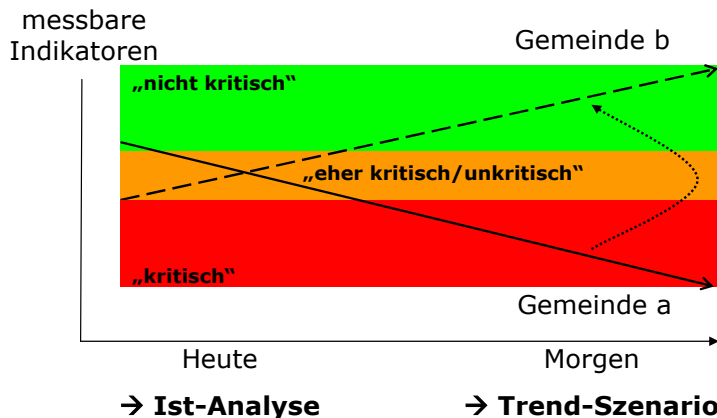 messbare
Indikatoren
Gemeinde b
„nicht kritisch“
„eher kritisch/unkritisch“
„kritisch“
Gemeinde a
Heute
Morgen
→ Ist-Analyse
→ Trend-Szenario